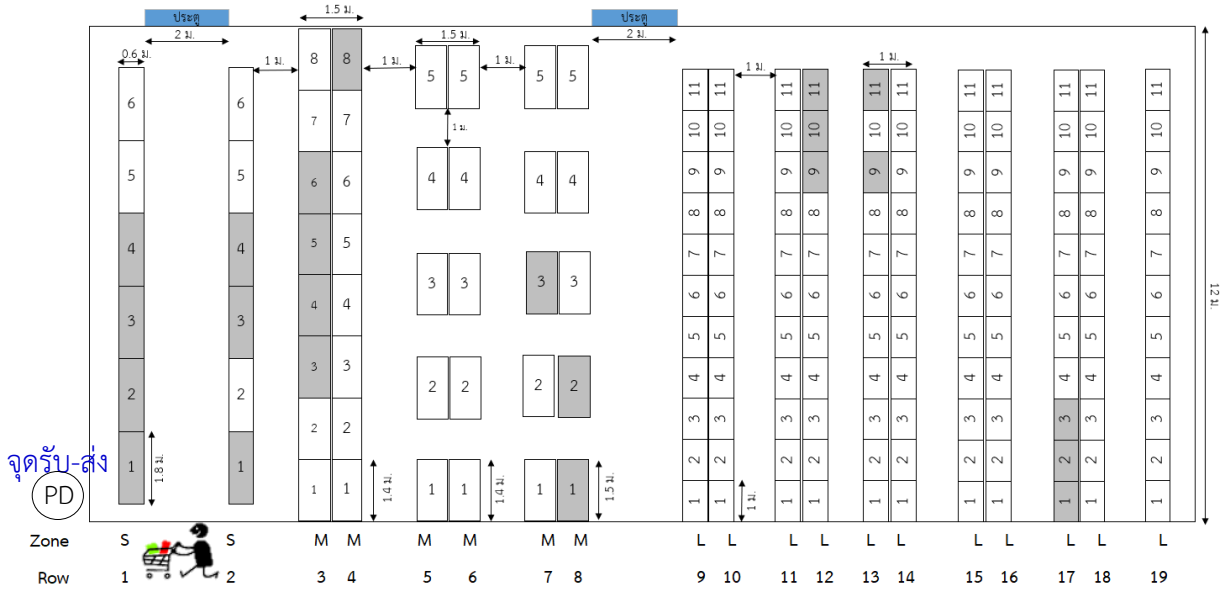 ประตู
ประตู
1.5 ม.
2 ม.
1.5 ม.
2 ม.
0.6 ม.
1 ม.
1 ม.
1 ม.
1 ม.
1 ม.
8 8
5 5 5 5
11 11 11 11 11 11 11 11 11 11 11
6 6
7 7
1 ม.
10 10 10 10 10 10 10 10 10 10 10
5 5
6 6
4 4 4 4
9 9 9 9 9 9 9 9 9 9 9
8 8 8 8 8 8 8 8 8 8 8
4 4
5 5
7 7 7 7 7 7 7 7 7 7 7
3 3 3 3
12 ม.
4 4
6 6 6 6 6 6 6 6 6 6 6
3 3
5 5 5 5 5 5 5 5 5 5 5
3 3
4 4 4 4 4 4 4 4 4 4 4
2 2 2 2
2 2
3 3 3 3 3 3 3 3 3 3 3
2 2
จุดรับ-ส่ง
1 1
1.8 ม.
2 2 2 2 2 2 2 2 2 2 2
PD
1 1
1.4 ม.
1 1
1.4 ม.
1 1
1.5 ม.
1 1
1 ม.
1 1 1 1 1 1 1 1 1
Zone S S M M M M M M L L L L L L L L L L L
Row 1 2 3 4 5 6 7 8 9 10 11 12 13 14 15 16 17 18 19